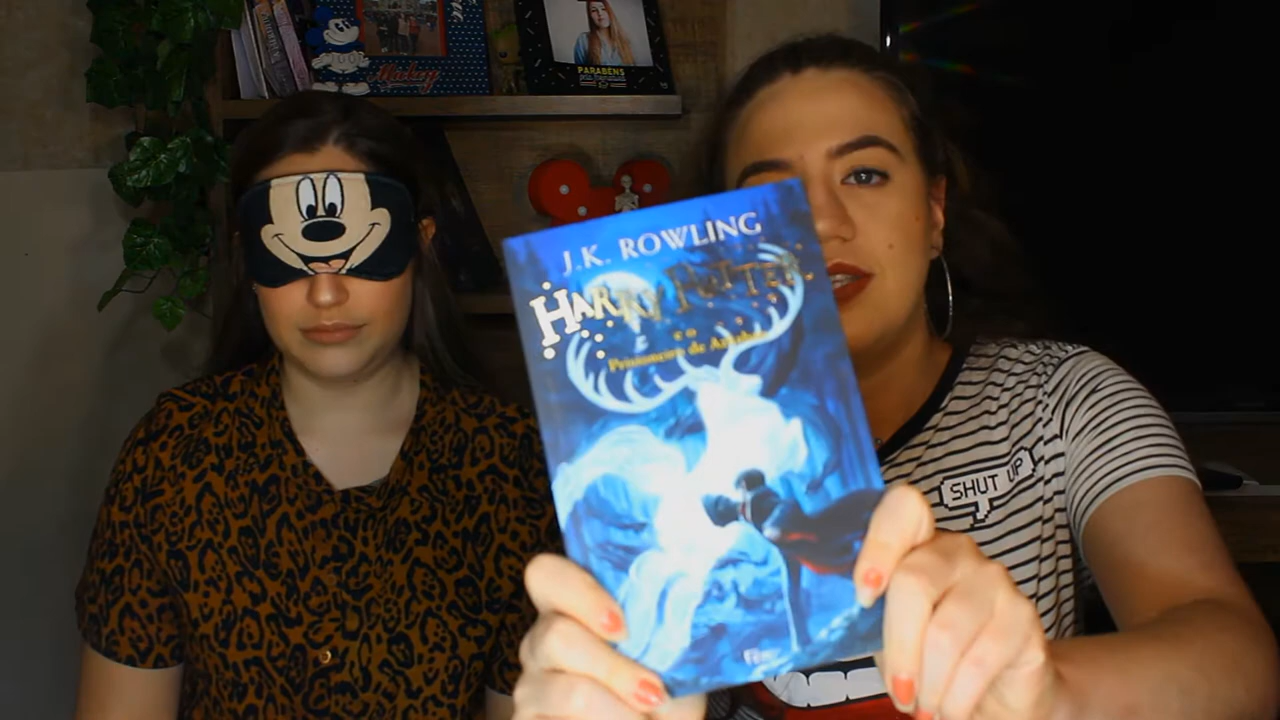 Mickey
PARABÉNS
J.K. ROWLING
HARRY POTTER
e o
Prisioneiro de Azkaban
SHUT UP